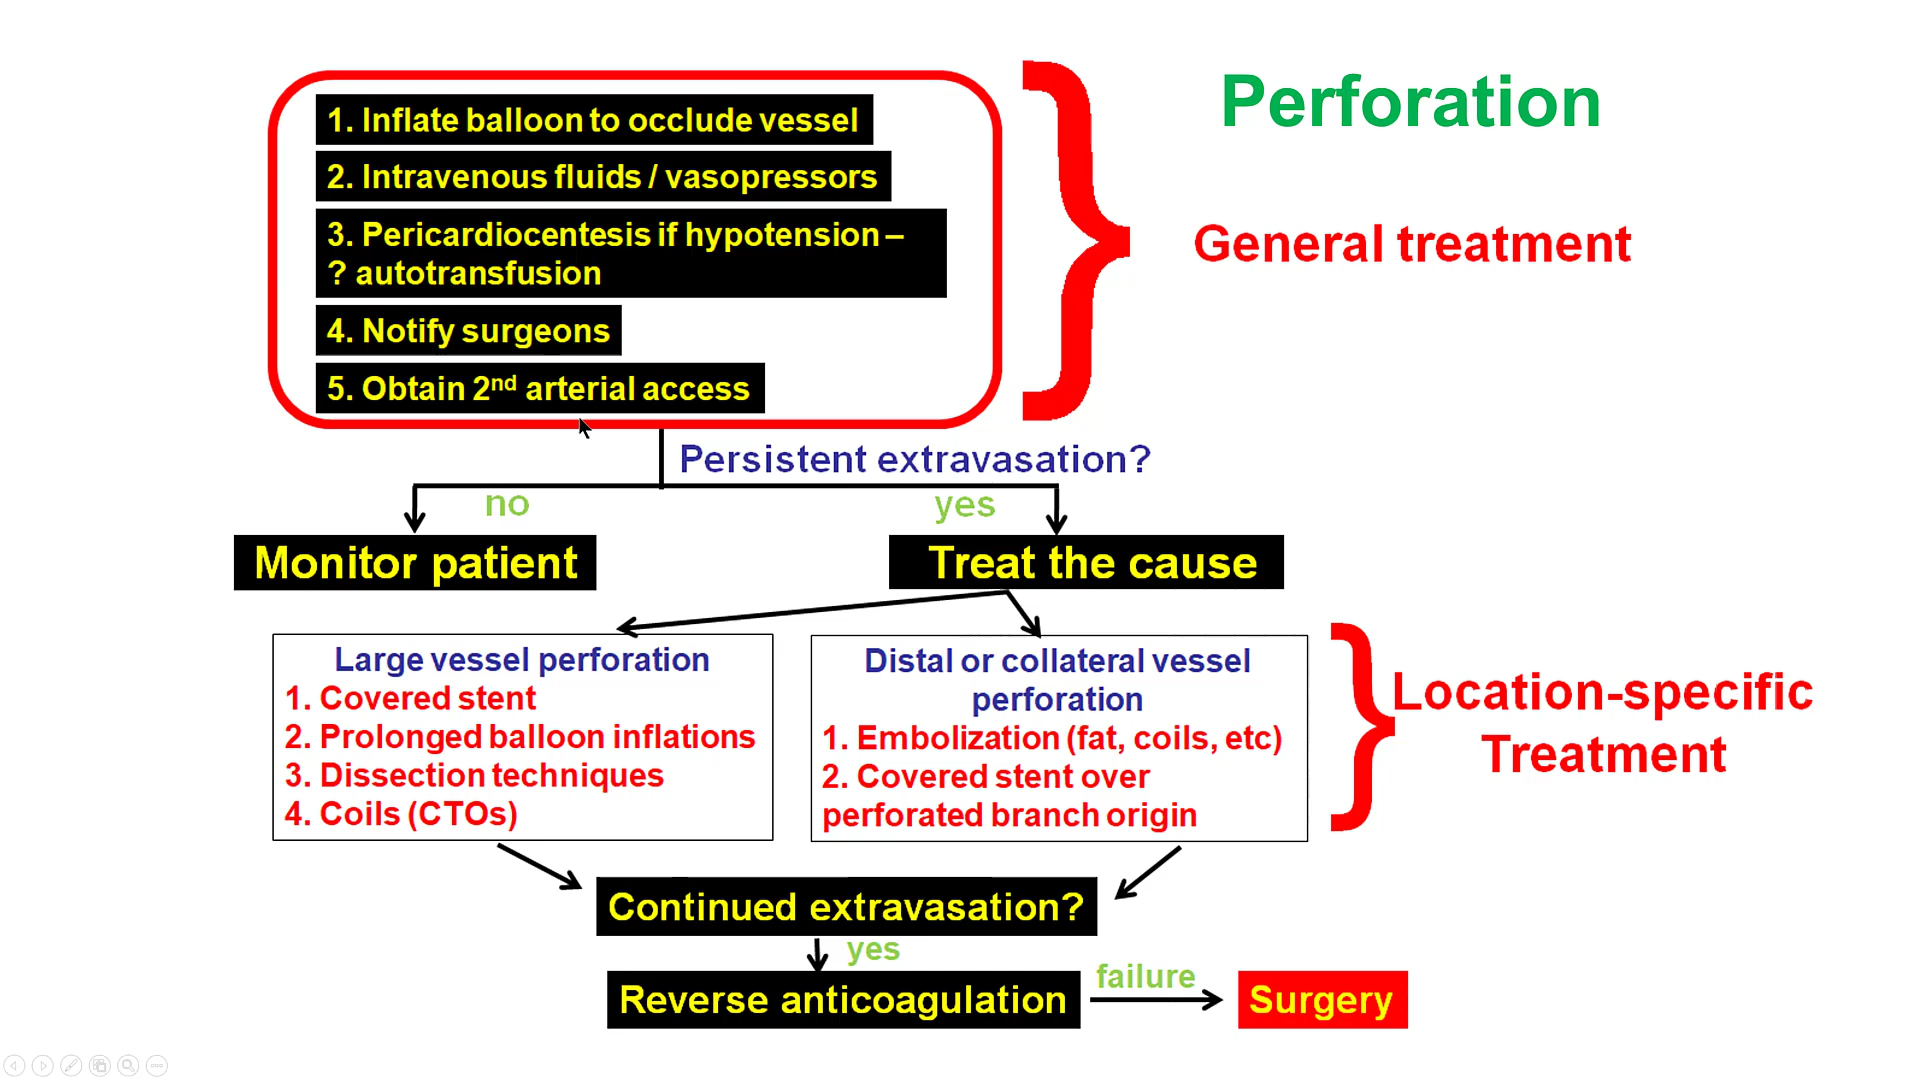 Perforation
1. Inflate balloon to occlude vessel
2. Intravenous fluids / vasopressors
3. Pericardiocentesis if hypotension –
? autotransfusion
4. Notify surgeons
5. Obtain 2nd arterial access
General treatment
Persistent extravasation?
no
yes
Monitor patient
Treat the cause
Large vessel perforation
1. Covered stent
2. Prolonged balloon inflations
3. Dissection techniques
4. Coils (CTOs)
Distal or collateral vessel
perforation
1. Embolization (fat, coils, etc)
2. Covered stent over
perforated branch origin
Location-specific
Treatment
Continued extravasation?
yes
Reverse anticoagulation
failure
Surgery